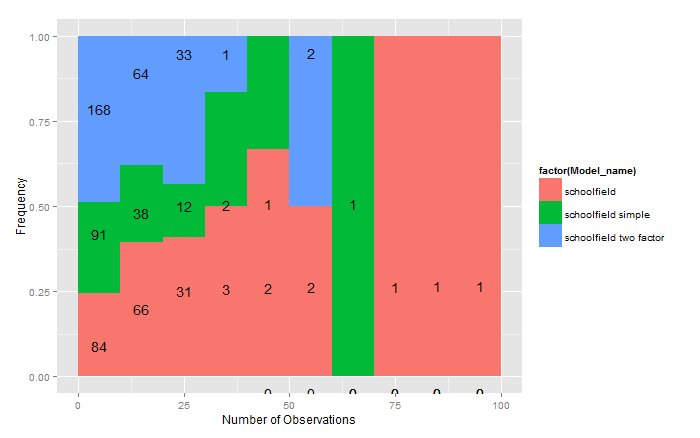 1.00
0.75
0.50
0.25
0.00
Frequency
168 64 33 1 2
91 38 12 2 1 1
84 66 31 3 2 2 1 1 1
0 0 0 0 0 0
0 25 50 75 100
Number of Observations
factor(Model_name)
schoolfield
schoolfield simple
schoolfield two factor